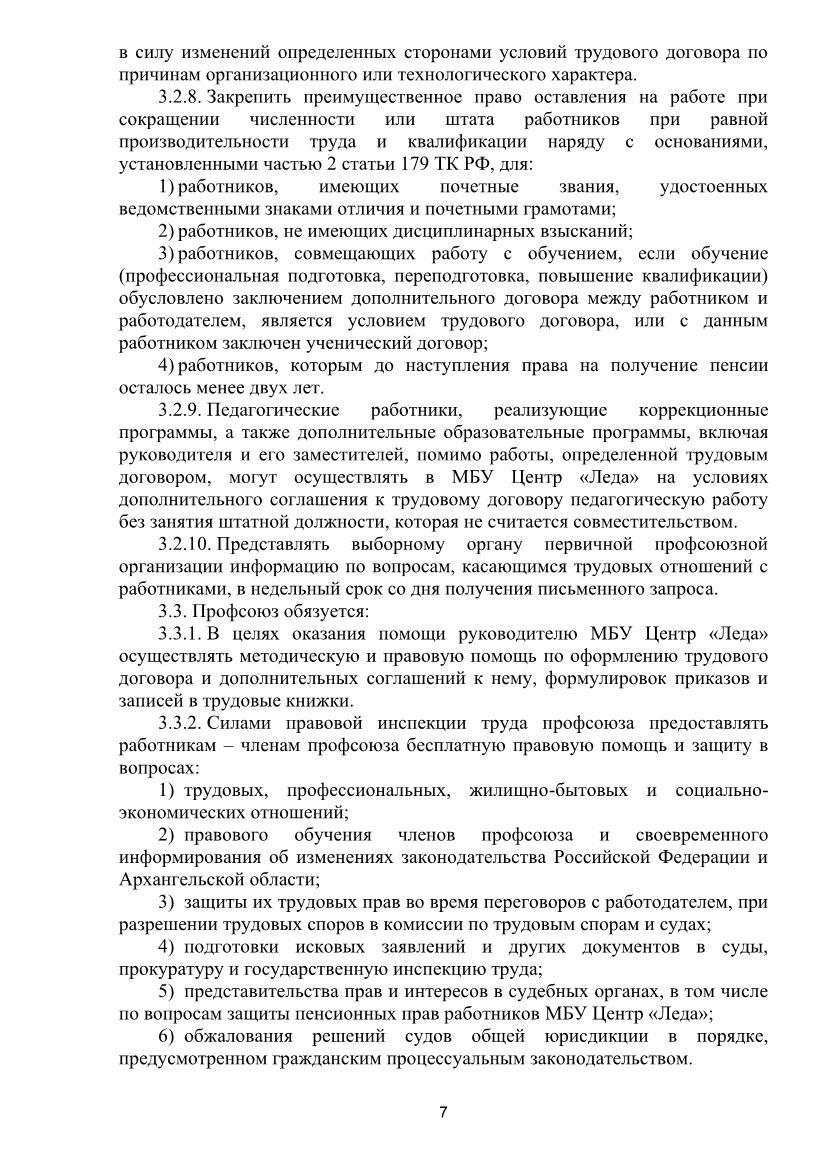 в силу изменений определенных сторонами условий трудового договора по
причинам организационного или технологического характера.
3.2.8. Закрепить преимущественное право оставления на работе при
сокращении численности или штата работников при равной
производительности труда и квалификации наряду с основаниями,
установленными частью 2 статьи 179 ТК РФ, для:
1) работников, имеющих почетные звания, удостоенных
ведомственными знаками отличия и почетными грамотами;
2) работников, не имеющих дисциплинарных взысканий;
3) работников, совмещающих работу с обучением, если обучение
(профессиональная подготовка, переподготовка, повышение квалификации)
обусловлено заключением дополнительного договора между работником и
работодателем, является условием трудового договора, или с данным
работником заключен ученический договор;
4) работников, которым до наступления права на получение пенсии
осталось менее двух лет.
3.2.9. Педагогические работники, реализующие коррекционные
программы, а также дополнительные образовательные программы, включая
руководителя и его заместителей, помимо работы, определенной трудовым
договором, могут осуществлять в МБУ Центр «Леда» на условиях
дополнительного соглашения к трудовому договору педагогическую работу
без занятия штатной должности, которая не считается совместительством.
3.2.10. Представлять выборному органу первичной профсоюзной
организации информацию по вопросам, касающимся трудовых отношений с
работниками, в недельный срок со дня получения письменного запроса.
3.3. Профсоюз обязуется:
3.3.1. В целях оказания помощи руководителю МБУ Центр «Леда»
осуществлять методическую и правовую помощь по оформлению трудового
договора и дополнительных соглашений к нему, формулировок приказов и
записей в трудовые книжки.
3.3.2. Силами правовой инспекции труда профсоюза предоставлять
работникам – членам профсоюза бесплатную правовую помощь и защиту в
вопросах:
1) трудовых, профессиональных, жилищно-бытовых и социально-
экономических отношений;
2) правового обучения членов профсоюза и своевременного
информирования об изменениях законодательства Российской Федерации и
Архангельской области;
3) защиты их трудовых прав во время переговоров с работодателем, при
разрешении трудовых споров в комиссии по трудовым спорам и судах;
4) подготовки исковых заявлений и других документов в суды,
прокуратуру и государственную инспекцию труда;
5) представительства прав и интересов в судебных органах, в том числе
по вопросам защиты пенсионных прав работников МБУ Центр «Леда»;
6) обжалования решений судов общей юрисдикции в порядке,
предусмотренном гражданским процессуальным законодательством.
7